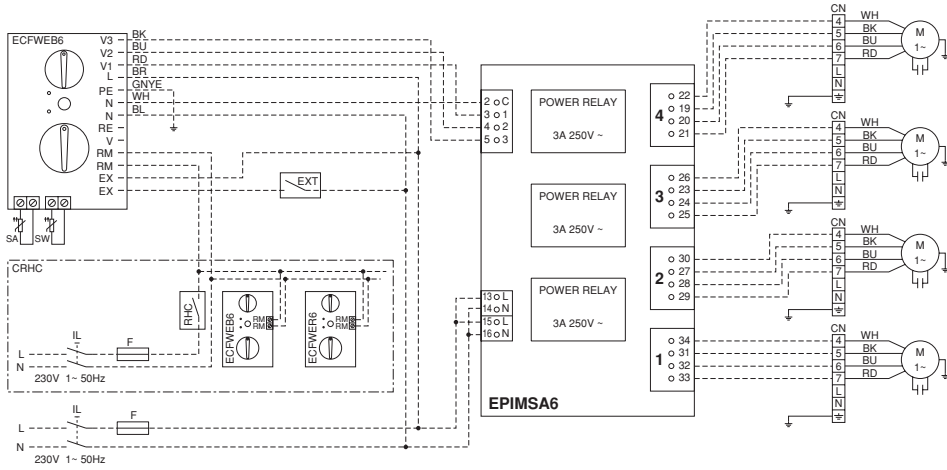 ECFWEB6
V3 BK
V2 BU
V1 RD
L BR
PE GNYE
N WH
N BL
RE
V
RM
RM
EX
EX
EXT
SA
SW
CRHC
RHC
ECFWEB6
RM
RM
ECFWER6
RM
RM
IL
F
L
N
230V 1~ 50Hz
IL
F
L
N
230V 1~ 50Hz
2 C
3 1
4 2
5 3
13 L
14 N
15 L
16 N
POWER RELAY
3A 250V ~
POWER RELAY
3A 250V ~
POWER RELAY
3A 250V ~
EPIMSA6
4
22
19
20
21
3
26
23
24
25
2
30
27
28
29
1
34
31
32
33
CN
4 WH
5 BK
6 BU
7 RD
L
N
M
1~
CN
4 WH
5 BK
6 BU
7 RD
L
N
M
1~
CN
4 WH
5 BK
6 BU
7 RD
L
N
M
1~
CN
4 WH
5 BK
6 BU
7 RD
L
N
M
1~